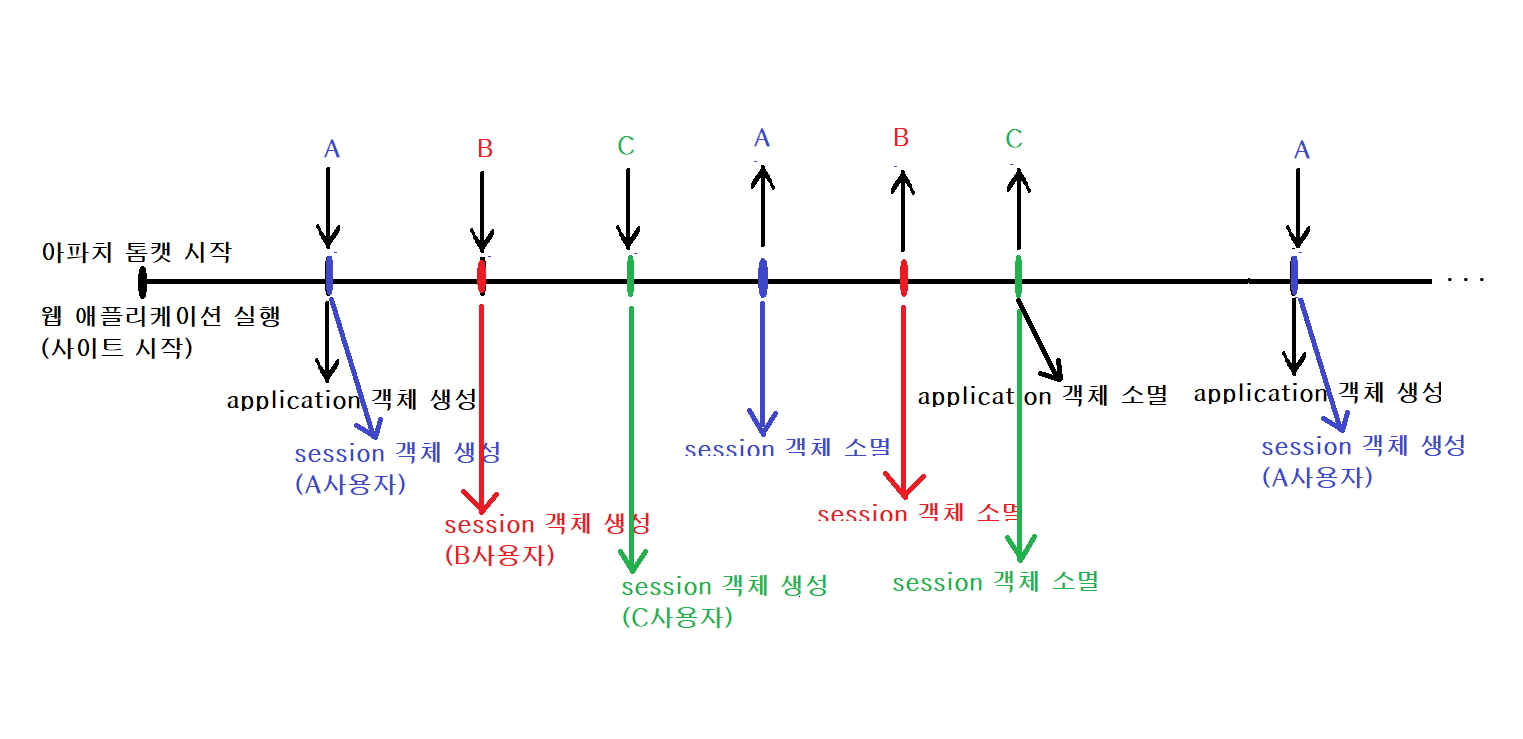 A
B
C
A
B
C
A
아파치 톰캣 시작
웹 애플리케이션 실행
(사이트 시작)
...
application 객체 생성
session 객체 생성
(A사용자)
session 객체 생성
(B사용자)
session 객체 생성
(C사용자)
session 객체 소멸
session 객체 소멸
application 객체 소멸
session 객체 소멸
application 객체 생성
session 객체 생성
(A사용자)